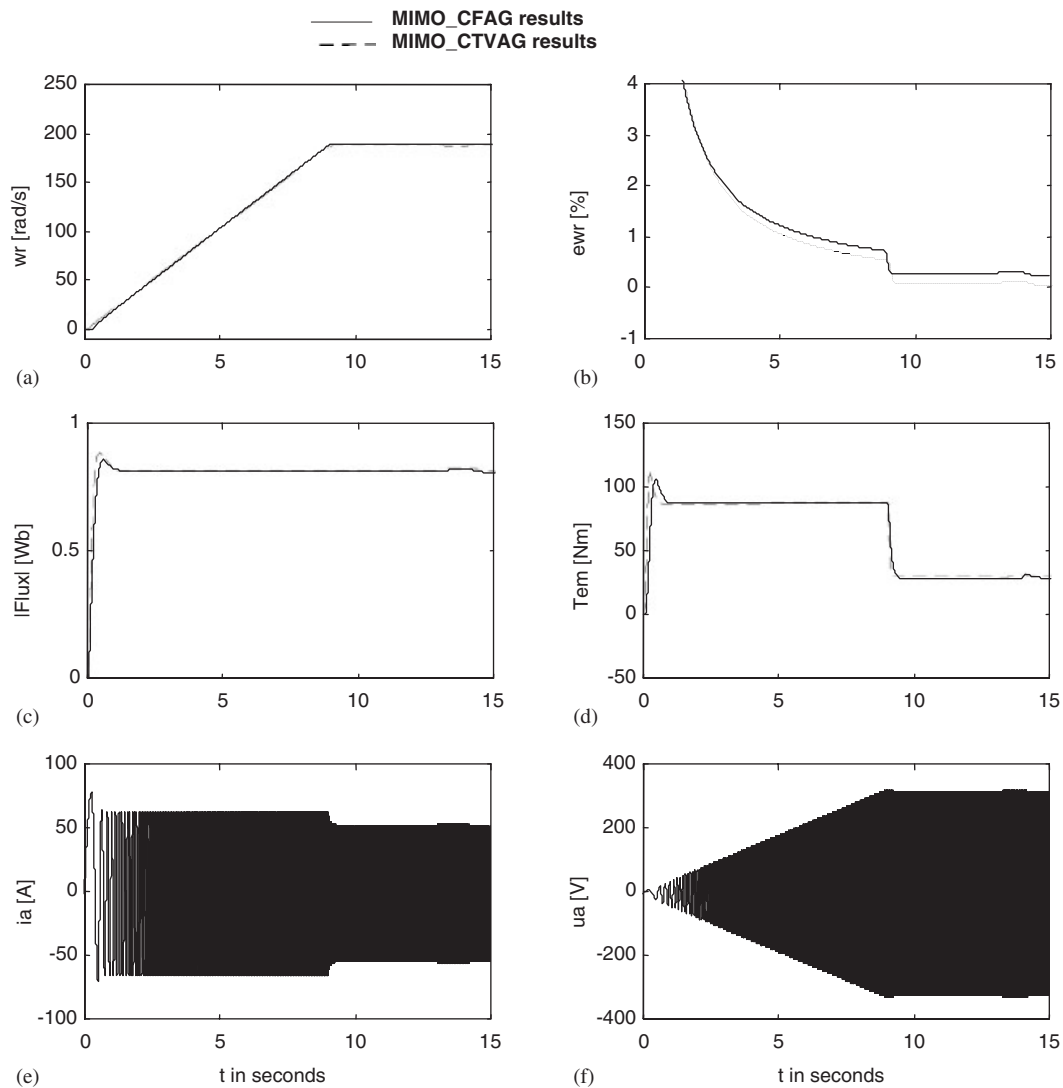 MIMO_CFAG results
MIMO_CTVAG results
250
200
150
100
50
0
wr [rad/s]
0 5 10 15
(a)
4
3
2
1
0
-1
ewr [%]
0 5 10 15
(b)
1
0.5
0
|Flux| [Wb]
0 5 10 15
(c)
150
100
50
0
-50
Tem [Nm]
0 5 10 15
(d)
100
50
0
-50
-100
ia [A]
0 5 10 15
(e)
t in seconds
400
200
0
-200
-400
ua [V]
0 5 10 15
(f)
t in seconds